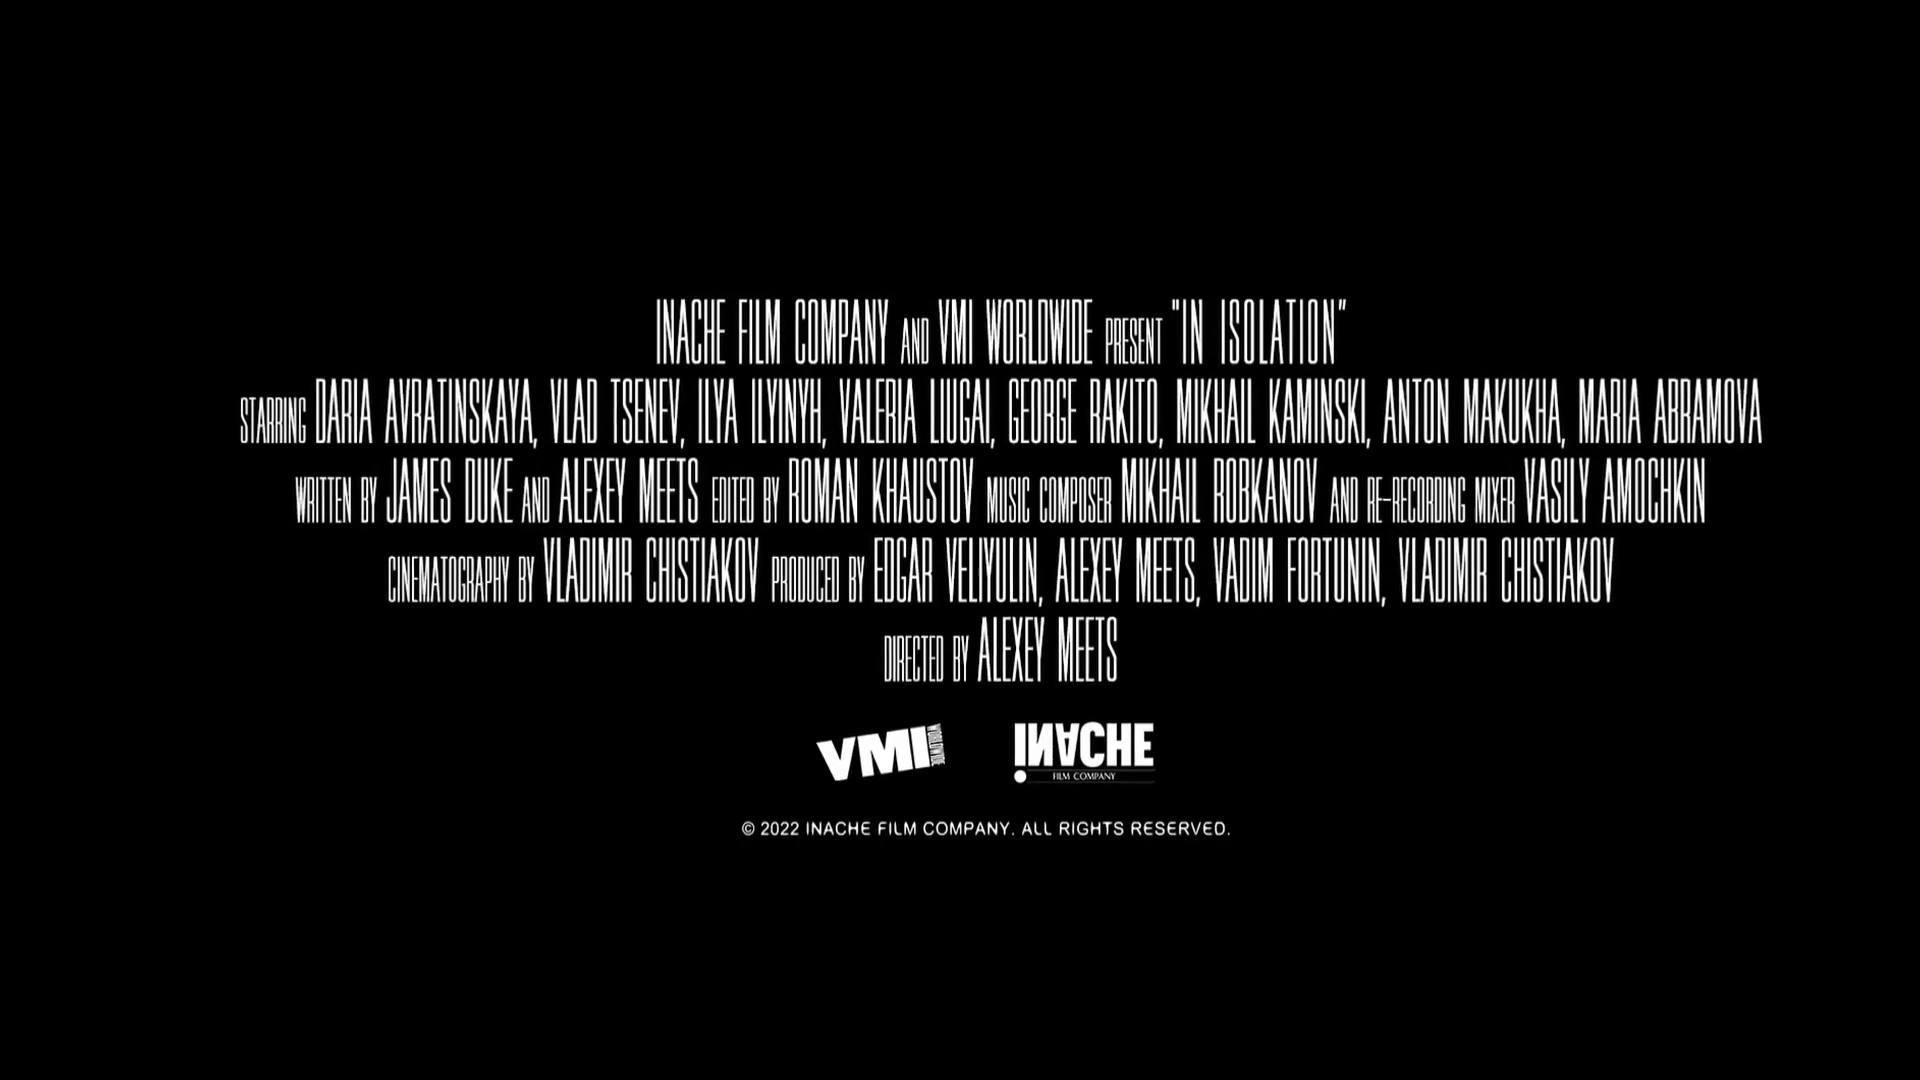 INACHE FILM COMPANY AND VMI WORLDWIDE PRESENT "IN ISOLATION"
STARRING DARIA AVRATINSKAYA, VLAD TSENEV, ILYA ILYINYH, VALERIA LIUGAI, GEORGE RAKITO, MIKHAIL KAMINSKI, ANTON MAKUKHA, MARIA ABRAMOVA
WRITTEN BY JAMES DUKE AND ALEXEY MEETS EDITED BY ROMAN KHAUSTOV MUSIC COMPOSER MIKHAIL ROBKANOV AND RE-RECORDING MIXER VASILY AMOCHKIN
CINEMATOGRAPHY BY VLADIMIR CHISTIAKOV PRODUCED BY EDGAR VELIYULIN, ALEXEY MEETS, VADIM FORTUNIN, VLADIMIR CHISTIAKOV
DIRECTED BY ALEXEY MEETS
VMI WORLDWIDE
INACHE
FILM COMPANY
© 2022 INACHE FILM COMPANY. ALL RIGHTS RESERVED.